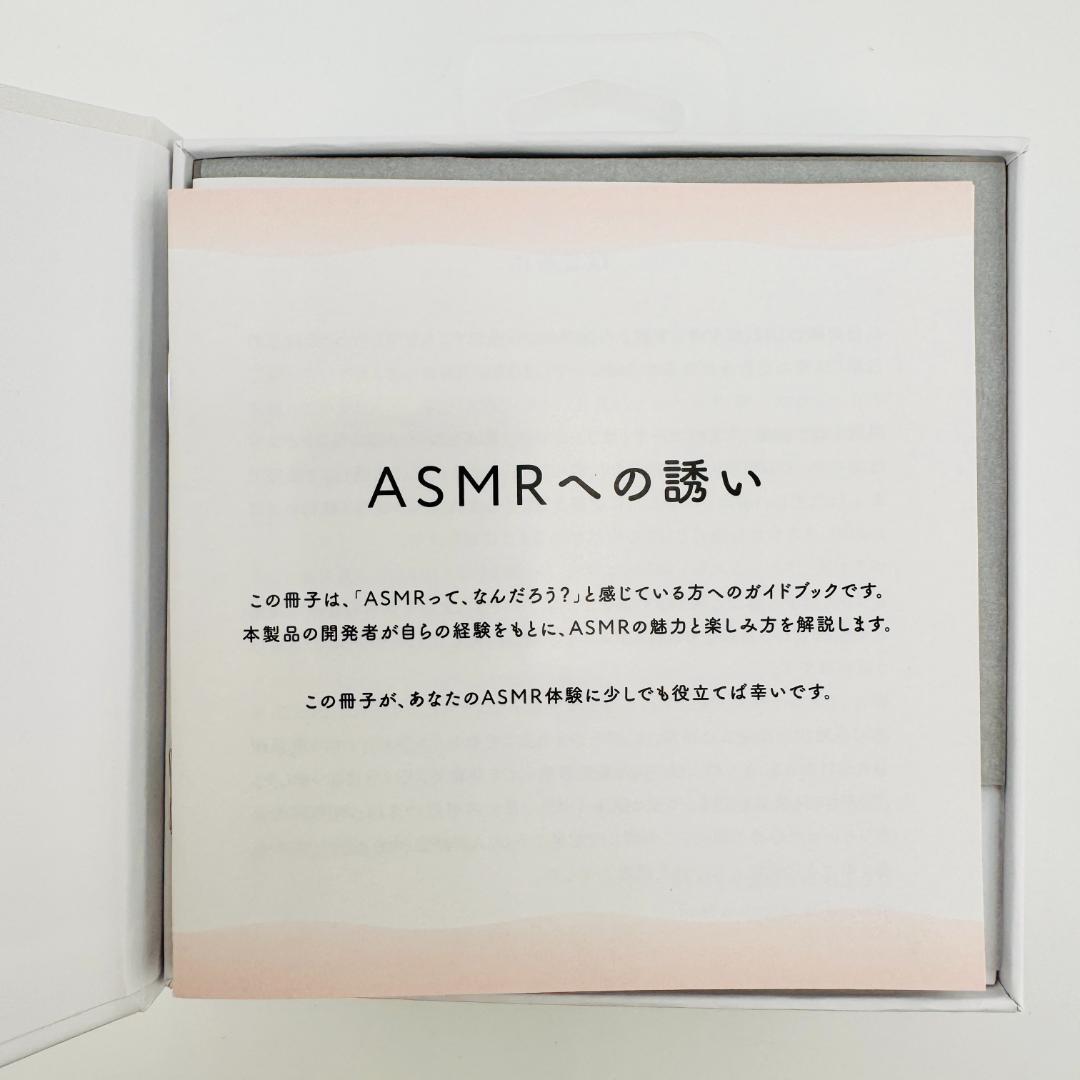 ASMRへの誘い
この冊子は、「ASMRって、なんだろう？」と感じている方へのガイドブックです。
本製品の開発者が自らの経験をもとに、ASMRの魅力と楽しみ方を解説します。
この冊子が、あなたのASMR体験に少しでも役立てば幸いです。